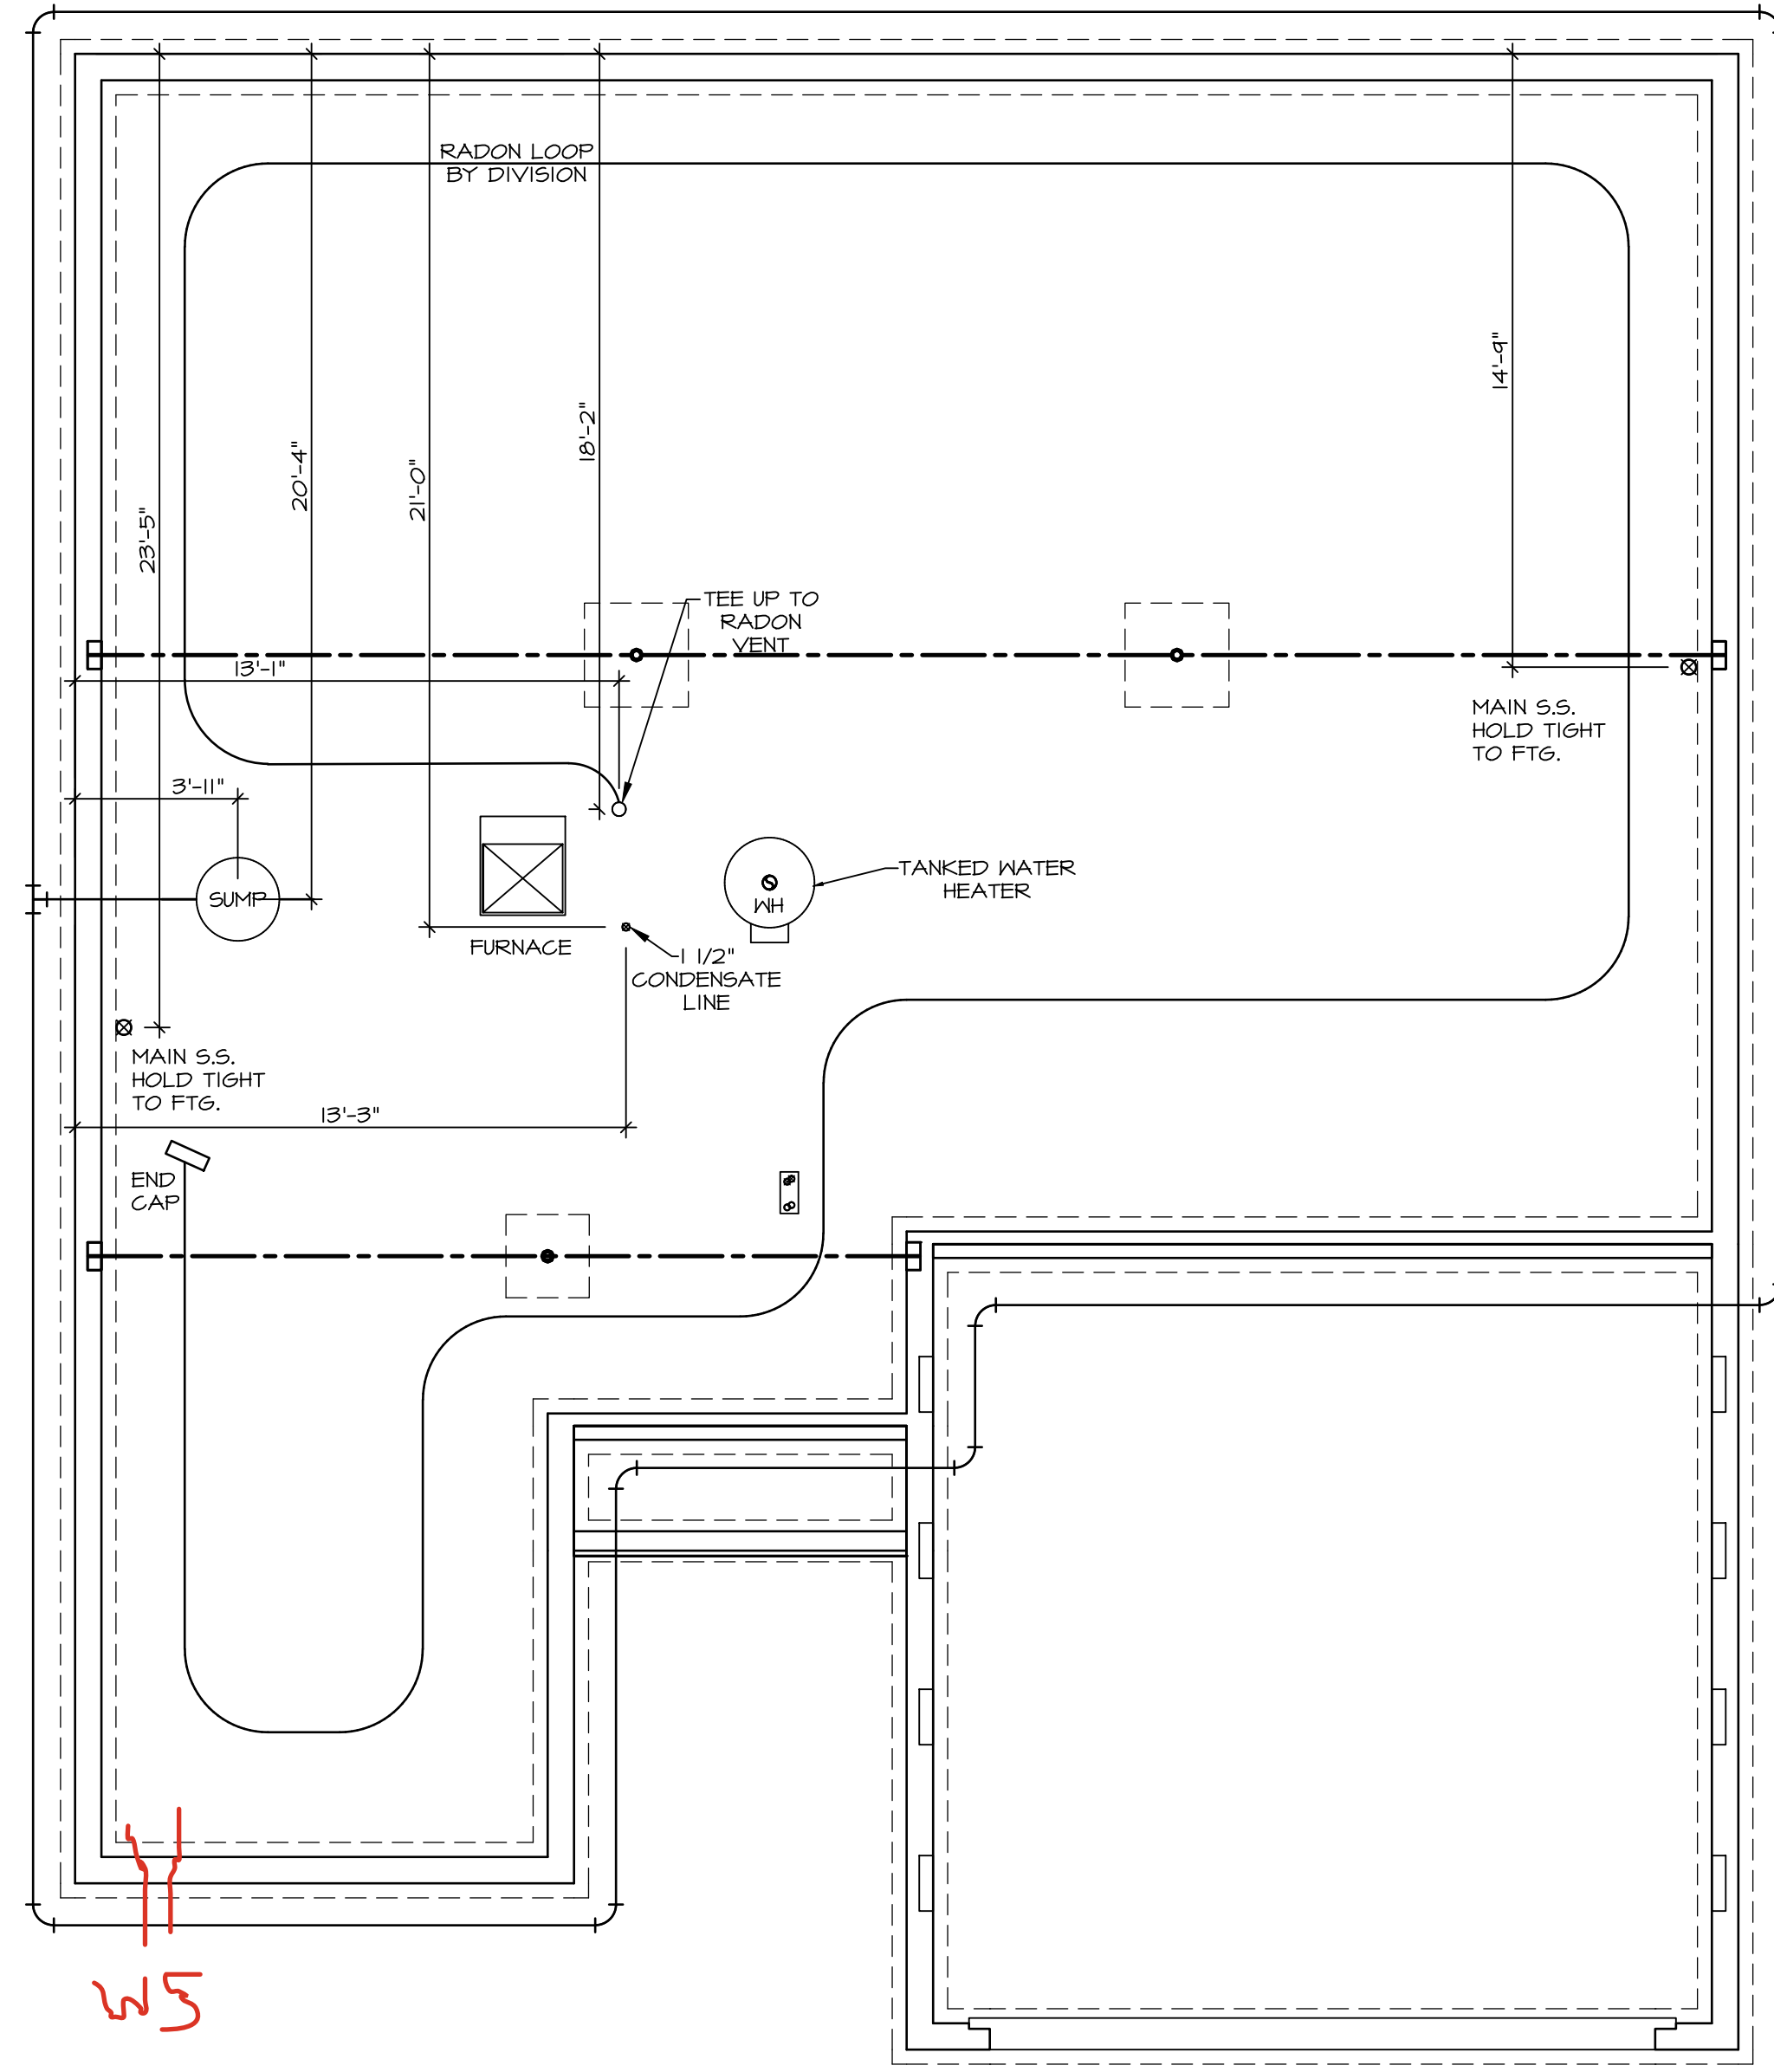 RADON LOOP
BY DIVISION
14'-9"
18'-2"
20'-4"
21'-0"
23'-5"
TEE UP TO
RADON
VENT
13'-1"
MAIN S.S.
HOLD TIGHT
TO FTG.
3'-11"
TANKED WATER
HEATER
SUMP
WH
FURNACE
1 1/2"
CONDENSATE
LINE
MAIN S.S.
HOLD TIGHT
TO FTG.
13'-3"
END
CAP
W5